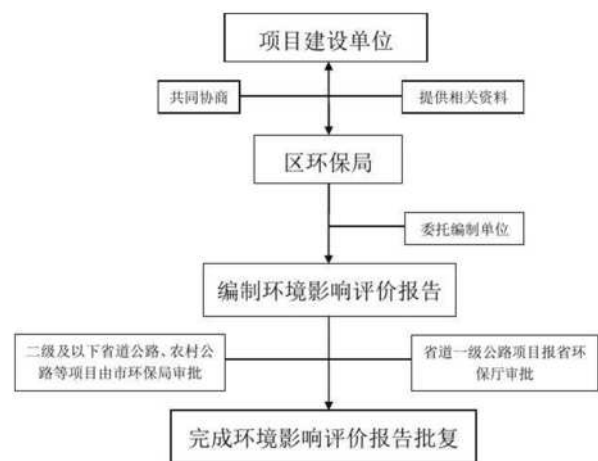 项目建设单位
共同协商
提供相关资料
区环保局
委托编制单位
编制环境影响评价报告
二级及以下省道公路、农村公
路等项目由市环保局审批
省道一级公路项目报省环
保厅审批
完成环境影响评价报告批复